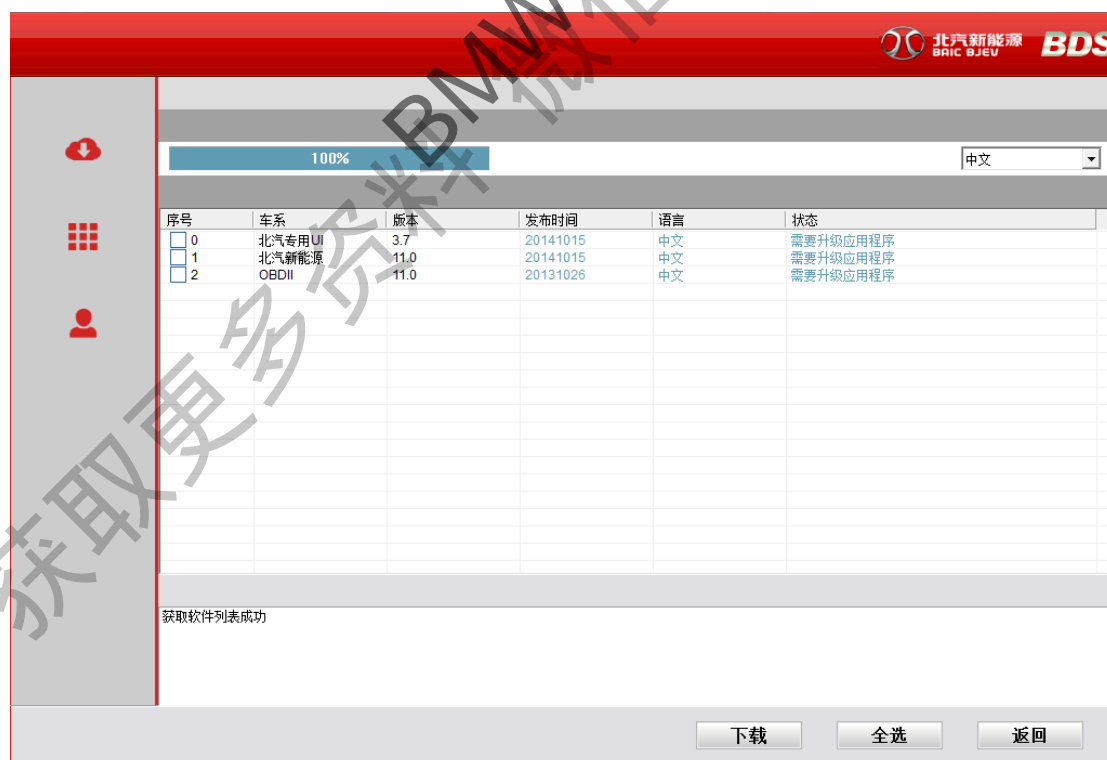 北汽新能源 BDS
BAIC BJEV
100%
中文
序号 车系 版本 发布时间 语言 状态
0 北汽专用UI 3.7 20141015 中文 需要升级应用程序
1 北汽新能源 11.0 20141015 中文 需要升级应用程序
2 OBDII 11.0 20131026 中文 需要升级应用程序
获取软件列表成功
下载 全选 返回
获取更多资料 BMW